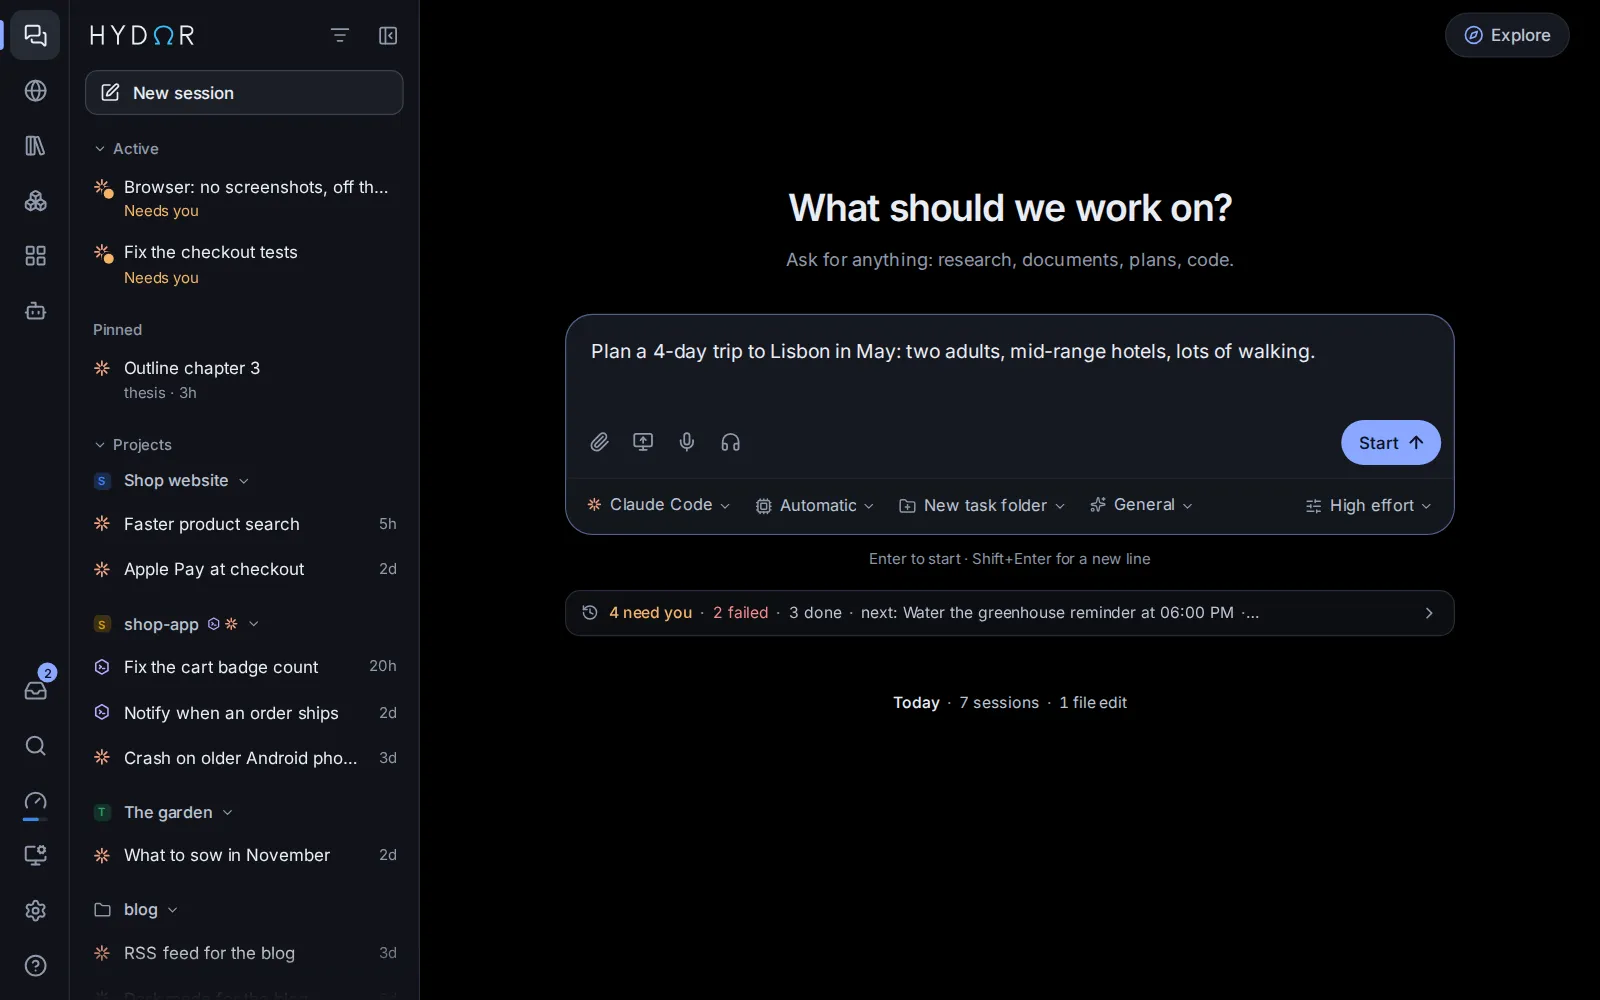 HYDΩR
New session
Active
Browser: no screenshots, off th...
Needs you
Fix the checkout tests
Needs you
Pinned
Outline chapter 3
thesis · 3h
Projects
S Shop website
Faster product search 5h
Apple Pay at checkout 2d
S shop-app
Fix the cart badge count 20h
Notify when an order ships 2d
Crash on older Android pho... 3d
T The garden
What to sow in November 2d
blog
RSS feed for the blog 3d
2
Explore
What should we work on?
Ask for anything: research, documents, plans, code.
Plan a 4-day trip to Lisbon in May: two adults, mid-range hotels, lots of walking.
Start
Claude Code Automatic New task folder General High effort
Enter to start · Shift+Enter for a new line
4 need you · 2 failed · 3 done · next: Water the greenhouse reminder at 06:00 PM ·...
Today · 7 sessions · 1 file edit